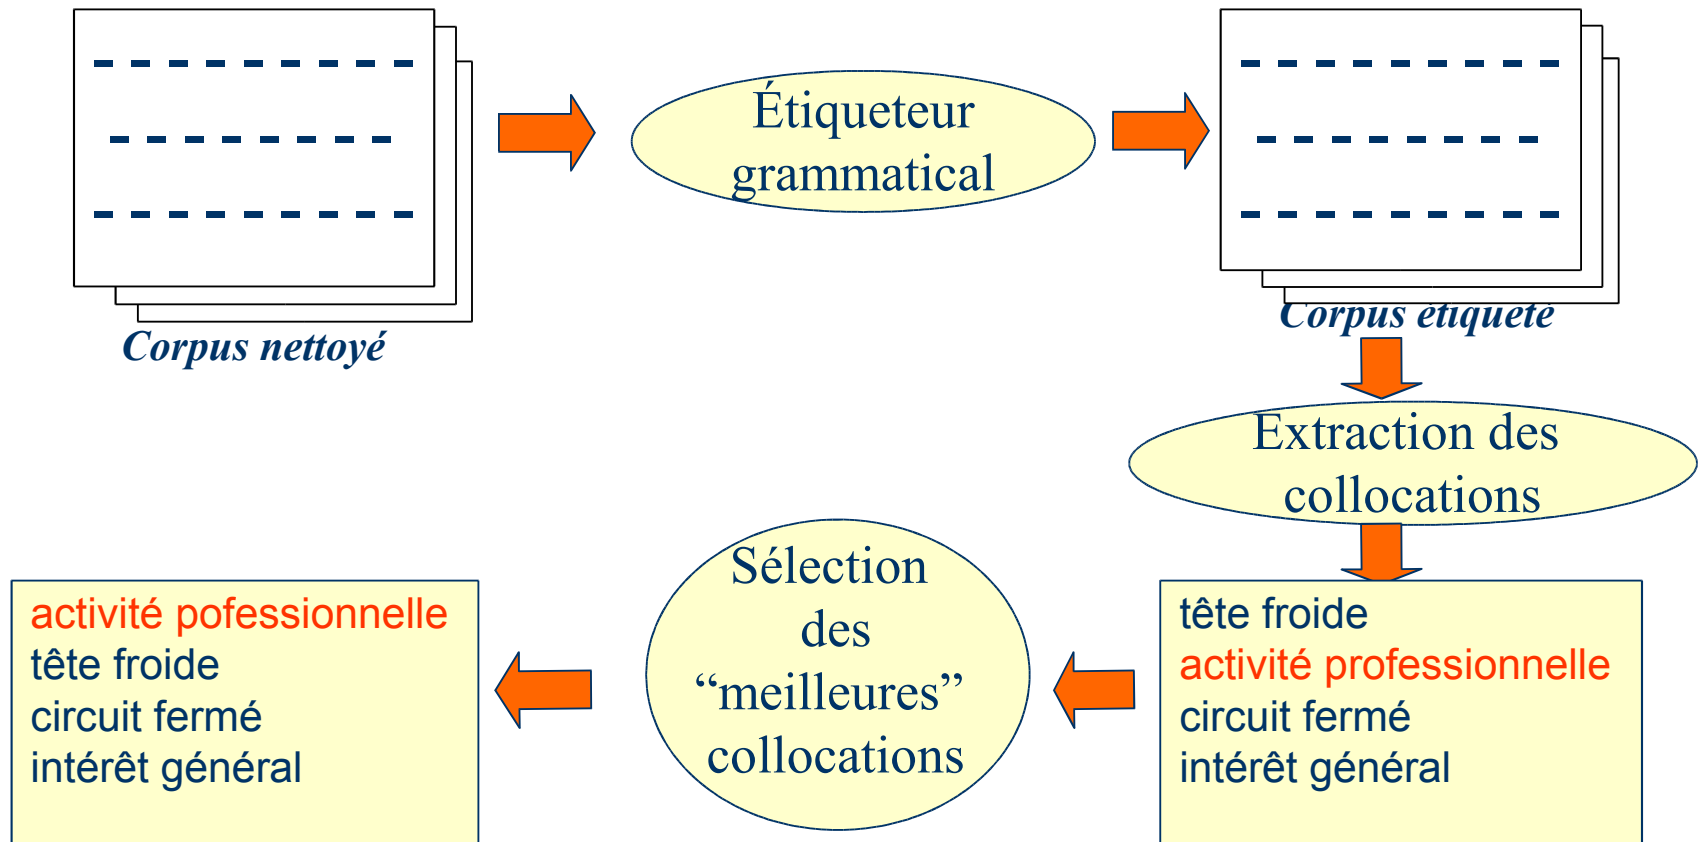 Étiqueteur
grammatical
Corpus nettoyé
Corpus étiqueté
Extraction des
collocations
tête froide
activité professionnelle
circuit fermé
intérêt général
Sélection
des
“meilleures”
collocations
activité pofessionnelle
tête froide
circuit fermé
intérêt général